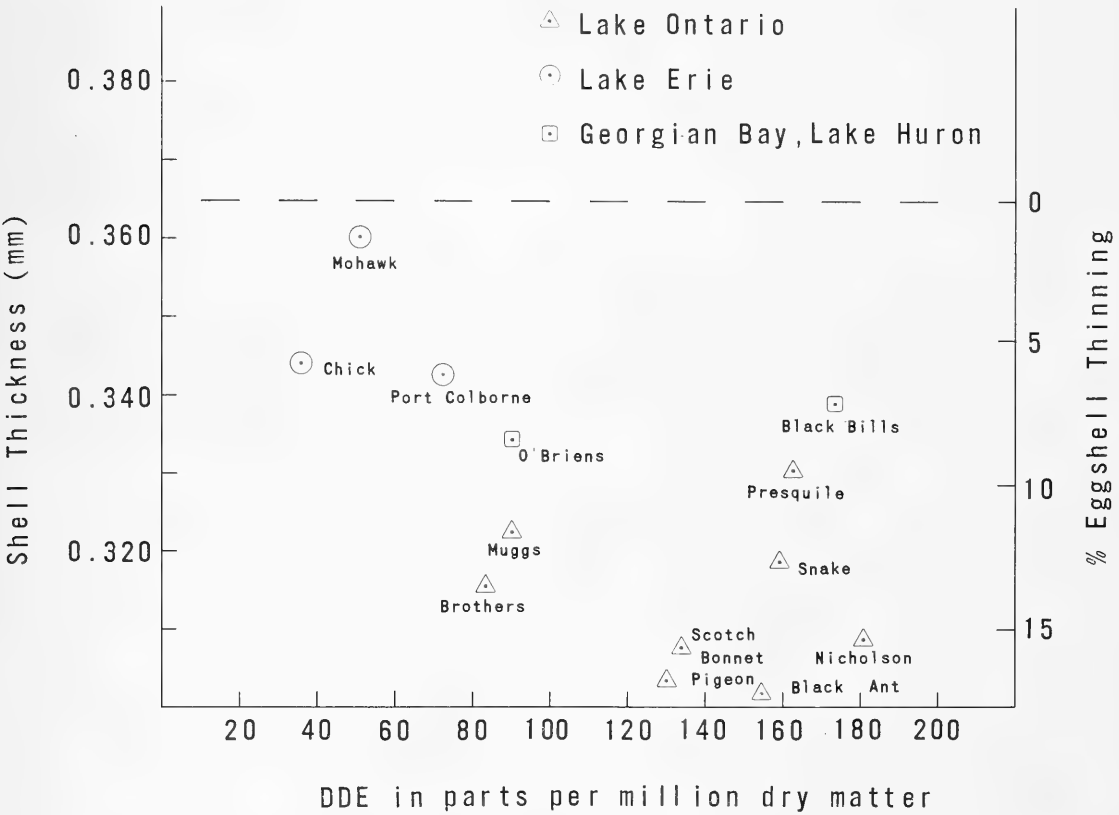 Lake Ontario
Lake Erie
Georgian Bay, Lake Huron
Shell Thickness (mm)
0.380
0.360
0.340
0.320
% Eggshell Thinning
0
5
10
15
Mohawk
Chick
Port Colborne
O'Briens
Black Bills
Presquile
Muggs
Snake
Brothers
Scotch
Bonnet
Nicholson
Pigeon
Black Ant
20 40 60 80 100 120 140 160 180 200
DDE in parts per million dry matter